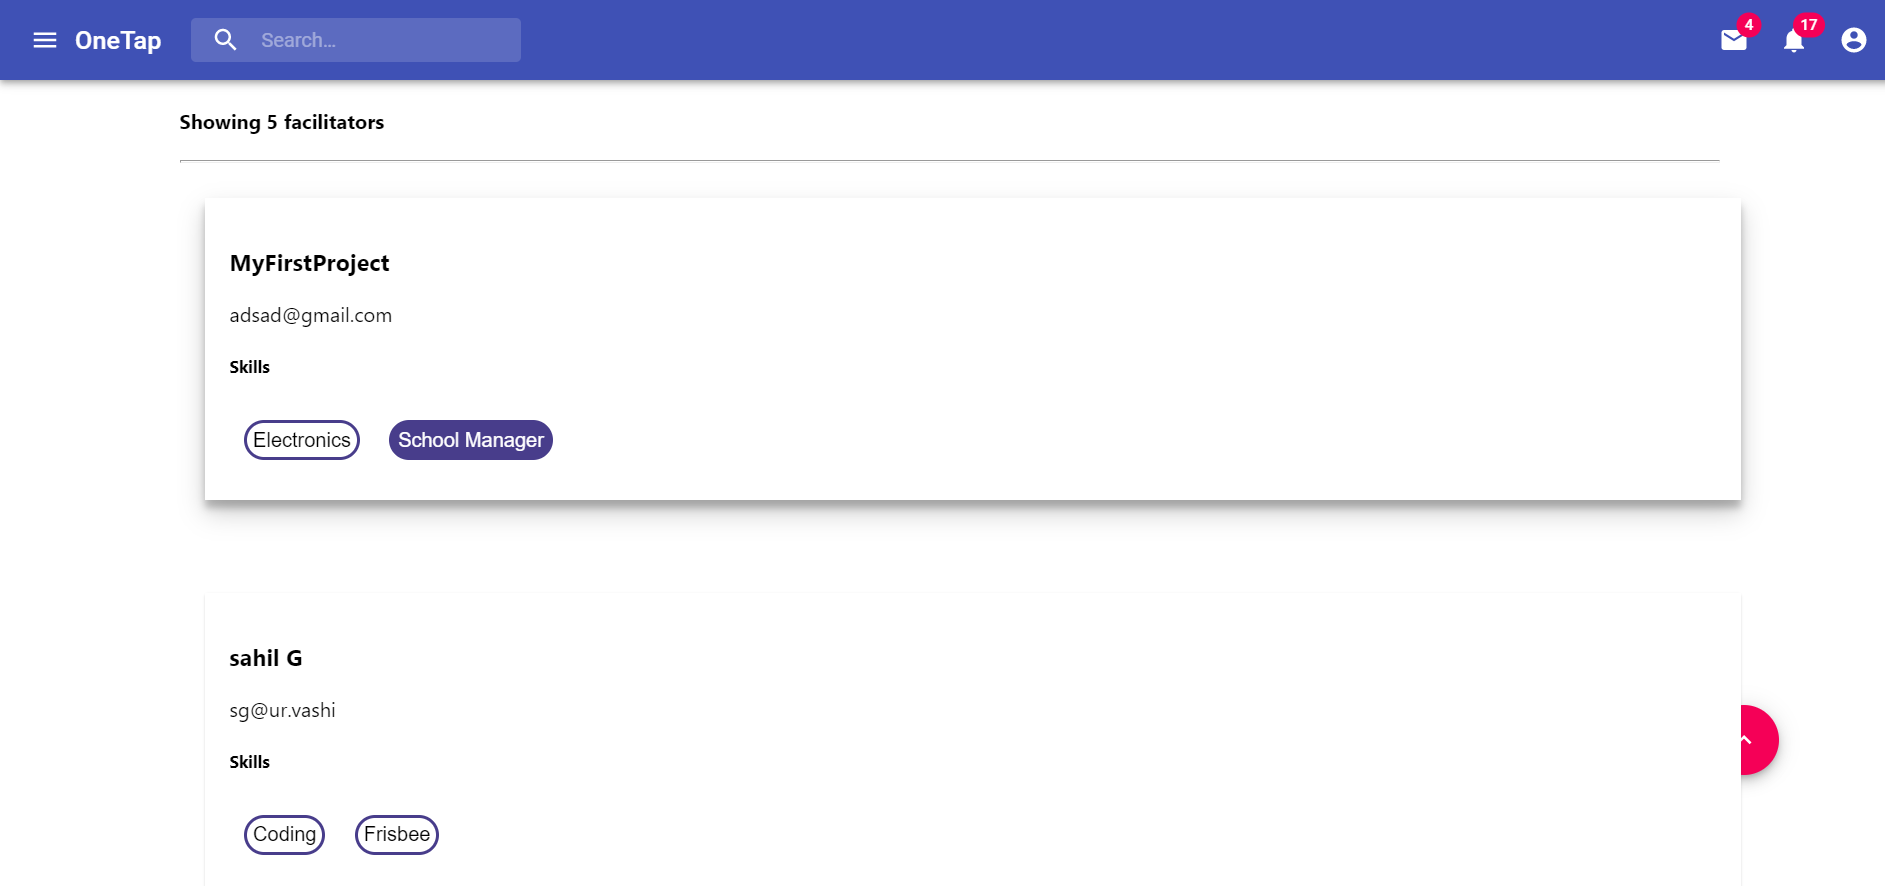 OneTap
Search...
4
17
Showing 5 facilitators
MyFirstProject
adsad@gmail.com
Skills
Electronics School Manager
sahil G
sg@ur.vashi
Skills
Coding Frisbee